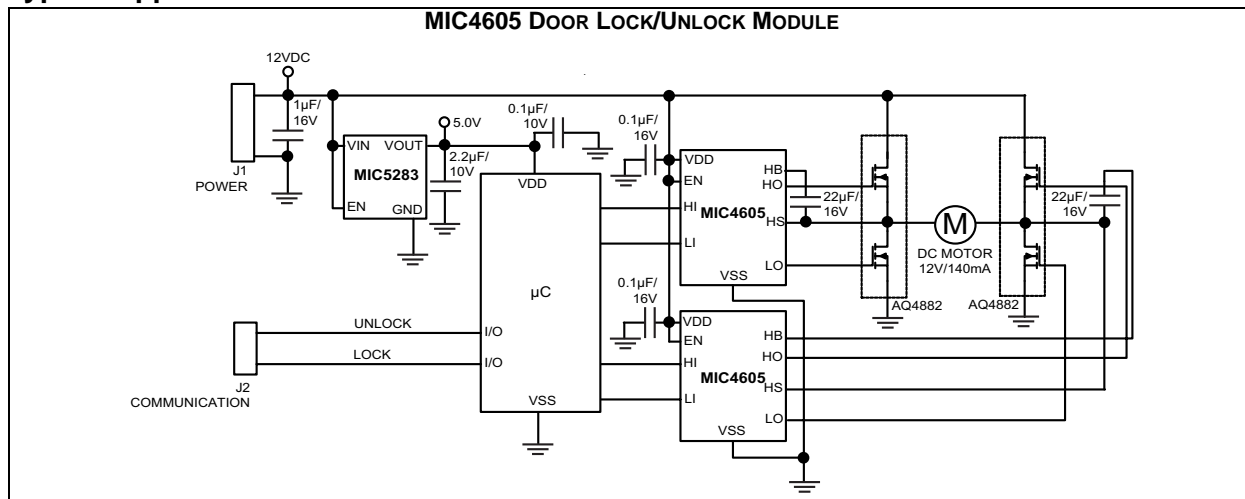 MIC4605 DOOR LOCK/UNLOCK MODULE
12VDC
1µF/
16V
J1
POWER
VIN
VOUT
MIC5283
EN
GND
5.0V
2.2µF/
10V
0.1µF/
10V
VDD
µC
UNLOCK
I/O
LOCK
I/O
VSS
J2
COMMUNICATION
0.1µF/
16V
VDD
EN
HI
LI
MIC4605
HB
HO
HS
LO
VSS
22µF/
16V
M
DC MOTOR
12V/140mA
22µF/
16V
AQ4882
AQ4882
0.1µF/
16V
VDD
EN
HI
LI
MIC4605
HB
HO
HS
LO
VSS